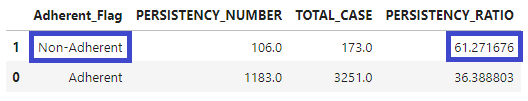 Adherent_Flag PERSISTENCY_NUMBER TOTAL_CASE PERSISTENCY_RATIO
1 Non-Adherent 106.0 173.0 61.271676
0 Adherent 1183.0 3251.0 36.388803